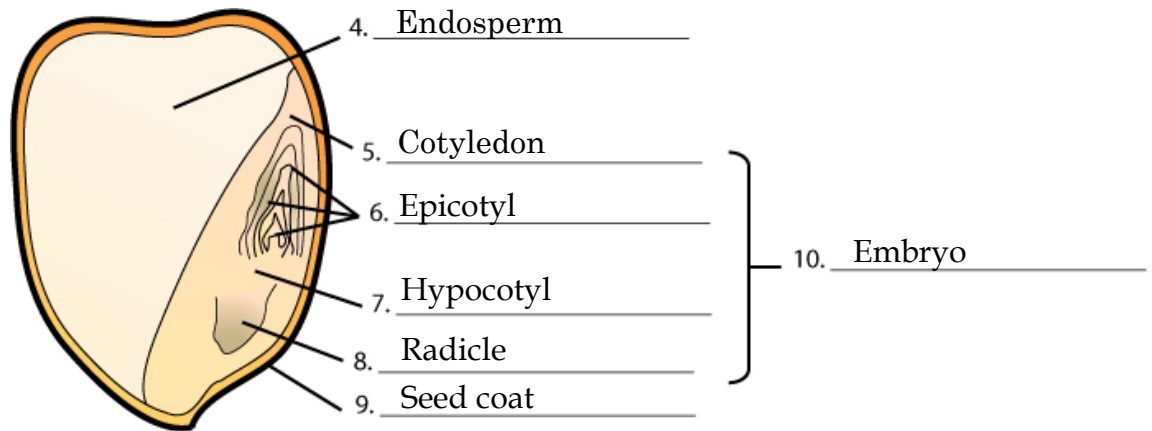 4. Endosperm
5. Cotyledon
6. Epicotyl
7. Hypocotyl
8. Radicle
9. Seed coat
10. Embryo